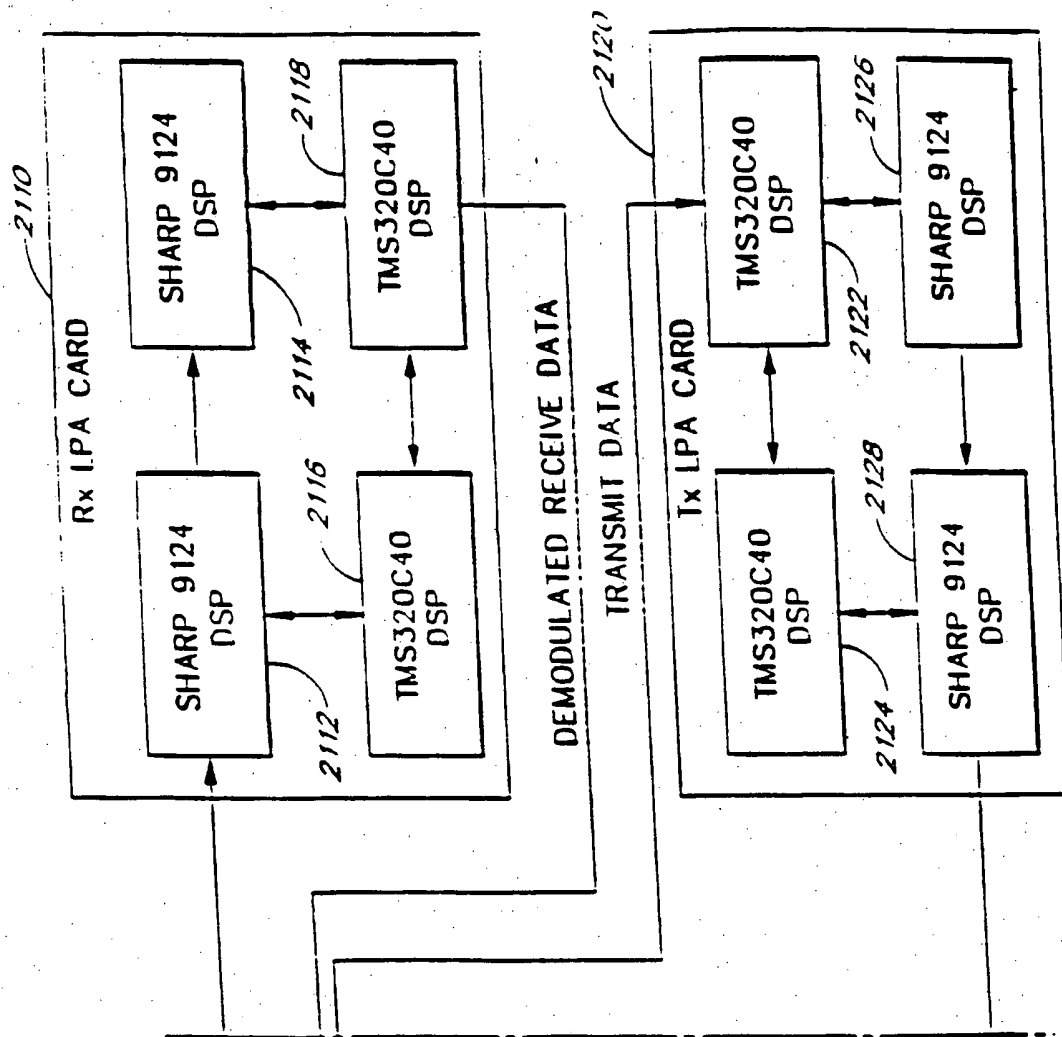 2110
Rx LPA CARD
SHARP 9124
DSP
2112
SHARP 9124
DSP
2114
TMS320C40
DSP
2116
TMS320C40
DSP
2118
DEMODULATED RECEIVE DATA
TRANSMIT DATA
2120
Tx LPA CARD
TMS320C40
DSP
2124
TMS320C40
DSP
2122
SHARP 9124
DSP
2128
SHARP 9124
DSP
2126